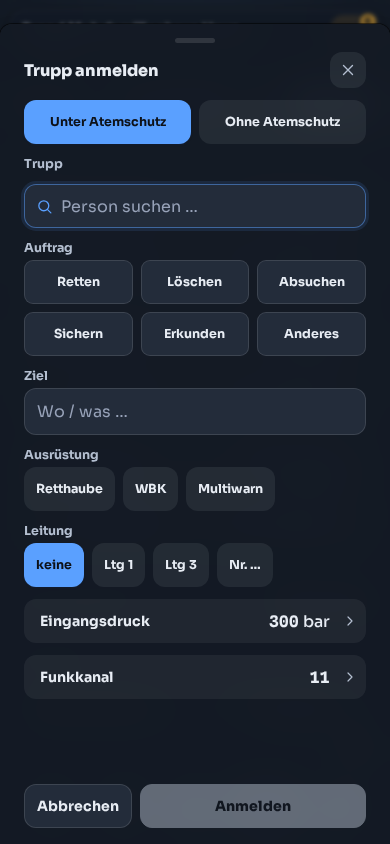 Trupp anmelden
Unter Atemschutz
Ohne Atemschutz
Trupp
Person suchen ...
Auftrag
Retten
Löschen
Absuchen
Sichern
Erkunden
Anderes
Ziel
Wo / was ...
Ausrüstung
Retthaube
WBK
Multiwarn
Leitung
keine
Ltg 1
Ltg 3
Nr. ...
Eingangsdruck
300 bar
Funkkanal
11
Abbrechen
Anmelden